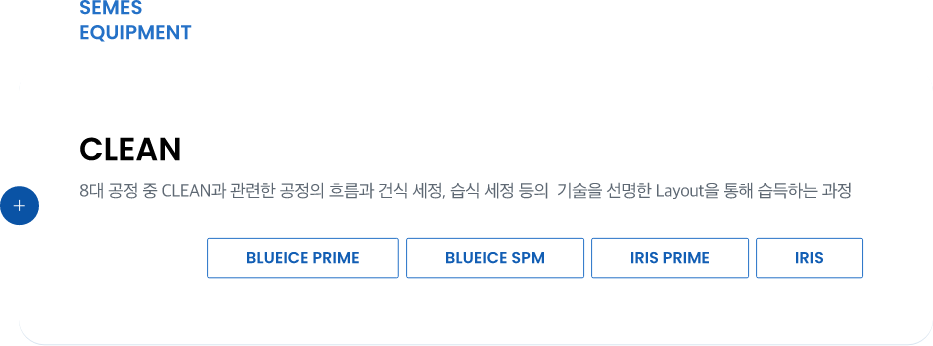 SEMES
EQUIPMENT
CLEAN
8대 공정 중 CLEAN과 관련한 공정의 흐름과 건식 세정, 습식 세정 등의  기술을 선명한 Layout을 통해 습득하는 과정
+
BLUEICE PRIME
BLUEICE SPM
IRIS PRIME
IRIS